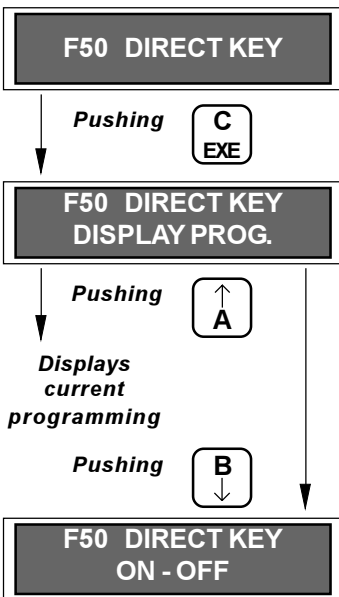 F50 DIRECT KEY
Pushing
C
EXE
F50 DIRECT KEY
DISPLAY PROG.
Pushing
↑
A
Displays
current
programming
Pushing
B
↓
F50 DIRECT KEY
ON - OFF